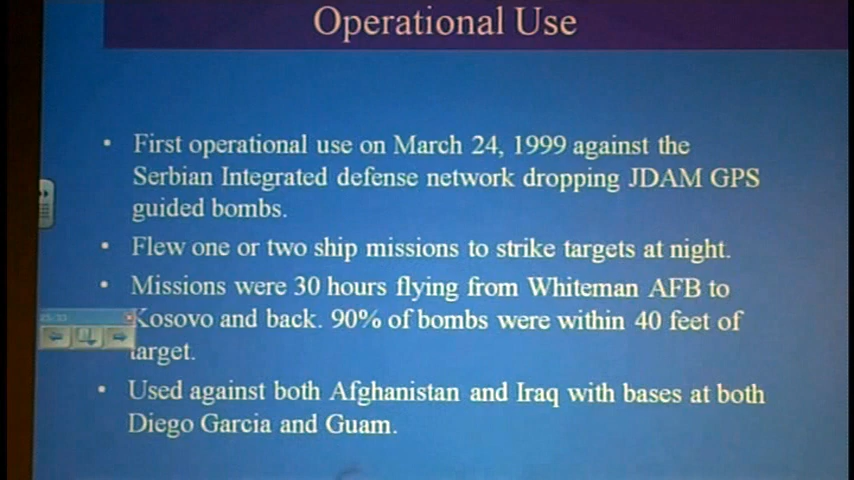 Operational Use
• First operational use on March 24, 1999 against the
Serbian Integrated defense network dropping JDAM GPS
guided bombs.
• Flew one or two ship missions to strike targets at night.
• Missions were 30 hours flying from Whiteman AFB to
Kosovo and back. 90% of bombs were within 40 feet of
target.
• Used against both Afghanistan and Iraq with bases at both
Diego Garcia and Guam.